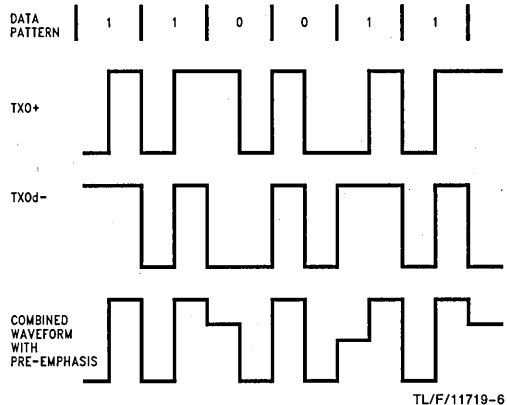 DATA
PATTERN
1 1 0 0 1 1
TXO+
TXOd-
COMBINED
WAVEFORM
WITH
PRE-EMPHASIS
TL/F/11719-6